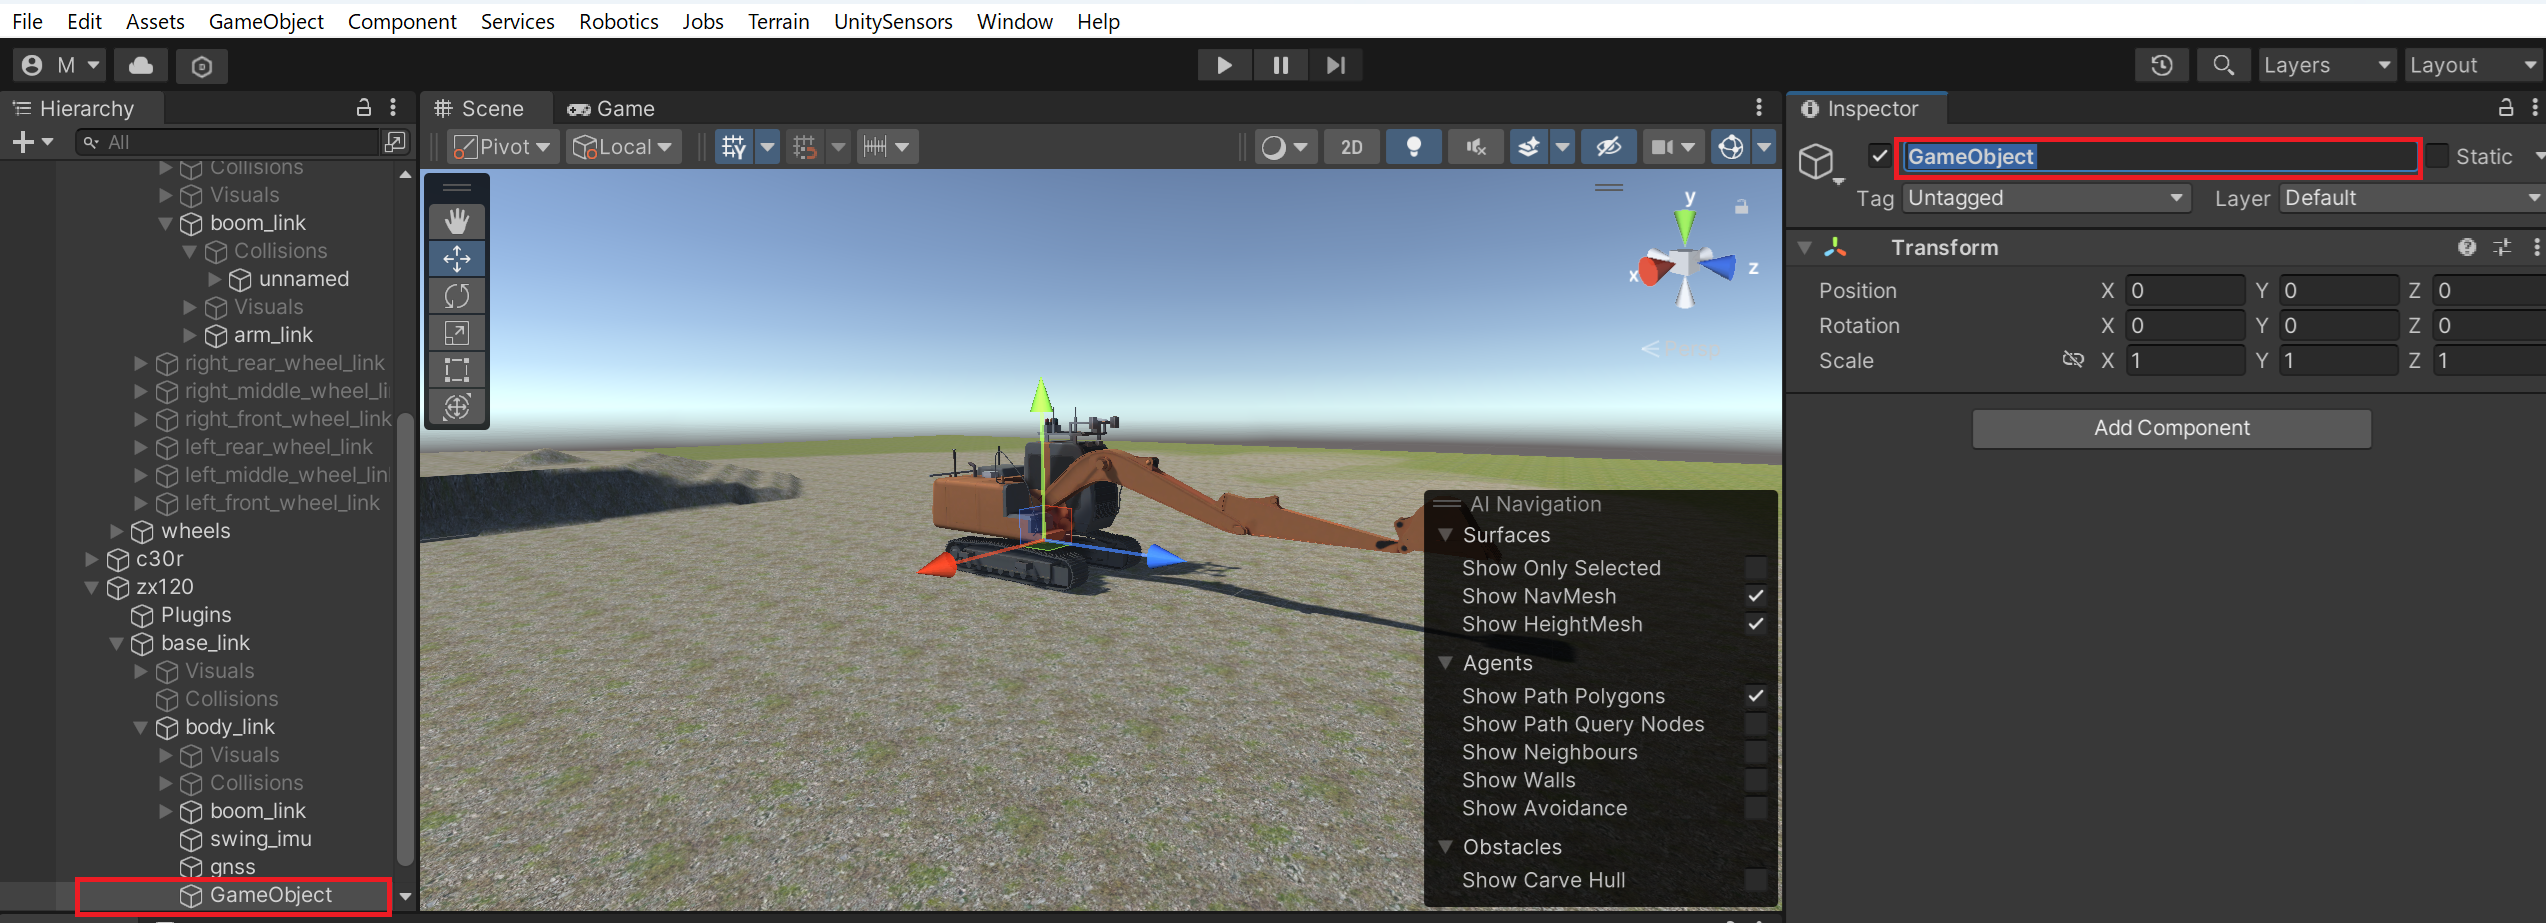 File Edit Assets GameObject Component Services Robotics Jobs Terrain UnitySensors Window Help
M
Layers
Layout
Hierarchy
All
Collisions
Visuals
boom_link
Collisions
unnamed
Visuals
arm_link
right_rear_wheel_link
right_middle_wheel_li
right_front_wheel_link
left_rear_wheel_link
left_middle_wheel_lin
left_front_wheel_link
wheels
c30r
zx120
Plugins
base_link
Visuals
Collisions
body_link
Visuals
Collisions
boom_link
swing_imu
gnss
GameObject
Scene Game
Pivot Local 2D
y
x
z
AI Navigation
Surfaces
Show Only Selected
Show NavMesh
Show HeightMesh
Agents
Show Path Polygons
Show Path Query Nodes
Show Neighbours
Show Walls
Show Avoidance
Obstacles
Show Carve Hull
Inspector
GameObject Static
Tag Untagged Layer Default
Transform
Position X 0 Y 0 Z 0
Rotation X 0 Y 0 Z 0
Scale X 1 Y 1 Z 1
Add Component